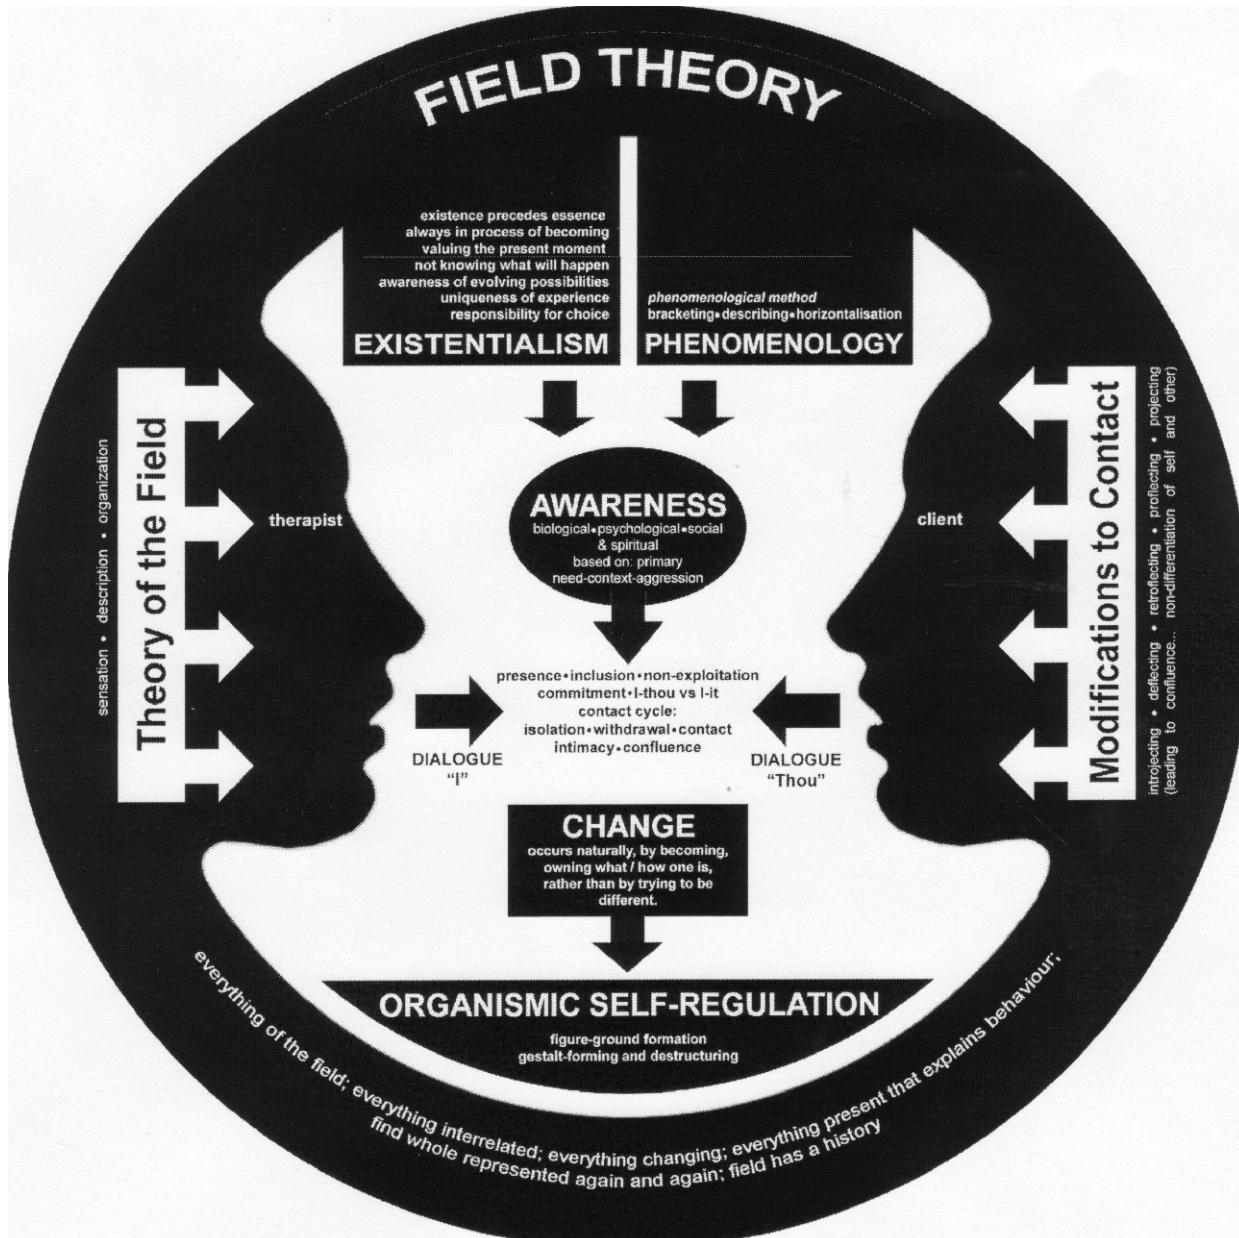 FIELD THEORY
existence precedes essence
always in process of becoming
valuing the present moment
not knowing what will happen
awareness of evolving possibilities
uniqueness of experience
responsibility for choice
EXISTENTIALISM
phenomenological method
bracketing•describing•horizontalisation
PHENOMENOLOGY
sensation • description • organization
Theory of the Field
therapist
AWARENESS
biological•psychological•social
& spiritual
based on: primary
need-context-aggression
client
Modifications to Contact
introjecting • deflecting • retroflecting • proflecting • projecting
(leading to confluence... non-differentiation of self and other)
presence•inclusion•non-exploitation
commitment•I-thou vs I-it
contact cycle:
isolation•withdrawal•contact
intimacy•confluence
DIALOGUE
"I"
DIALOGUE
"Thou"
CHANGE
occurs naturally, by becoming,
owning what / how one is,
rather than by trying to be
different.
ORGANISMIC SELF-REGULATION
figure-ground formation
gestalt-forming and destructuring
everything of the field; everything interrelated; everything changing; everything present that explains behaviour;
find whole represented again and again; field has a history